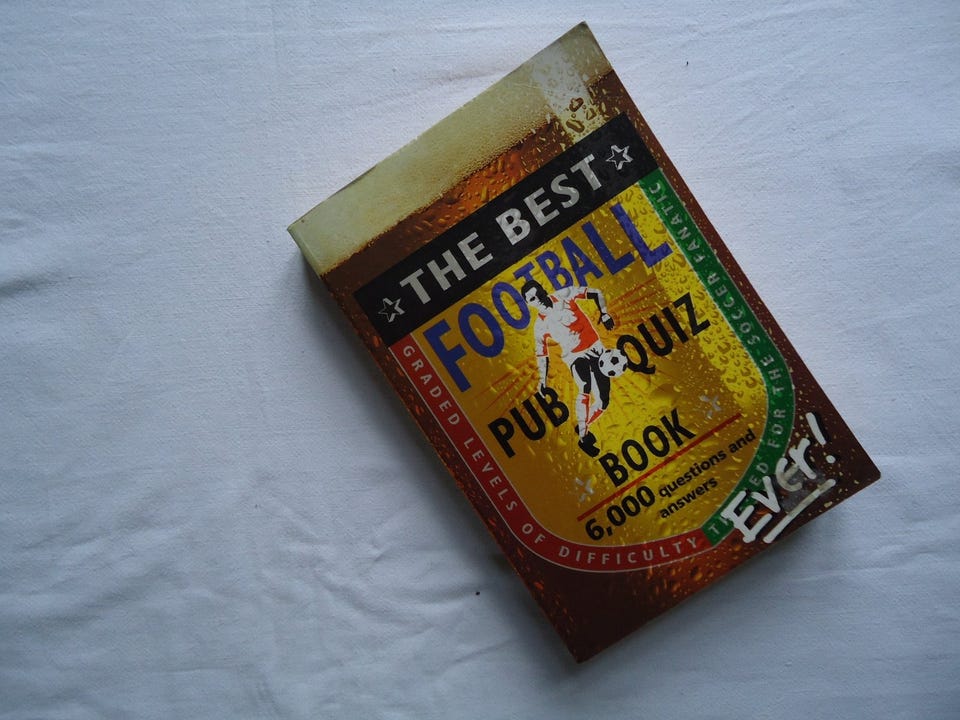 THE BEST
FOOTBALL
PUB QUIZ
BOOK
6,000 questions and
answers
GRADED LEVELS OF DIFFICULTY
FOR THE SOCCER FANATIC
Ever!